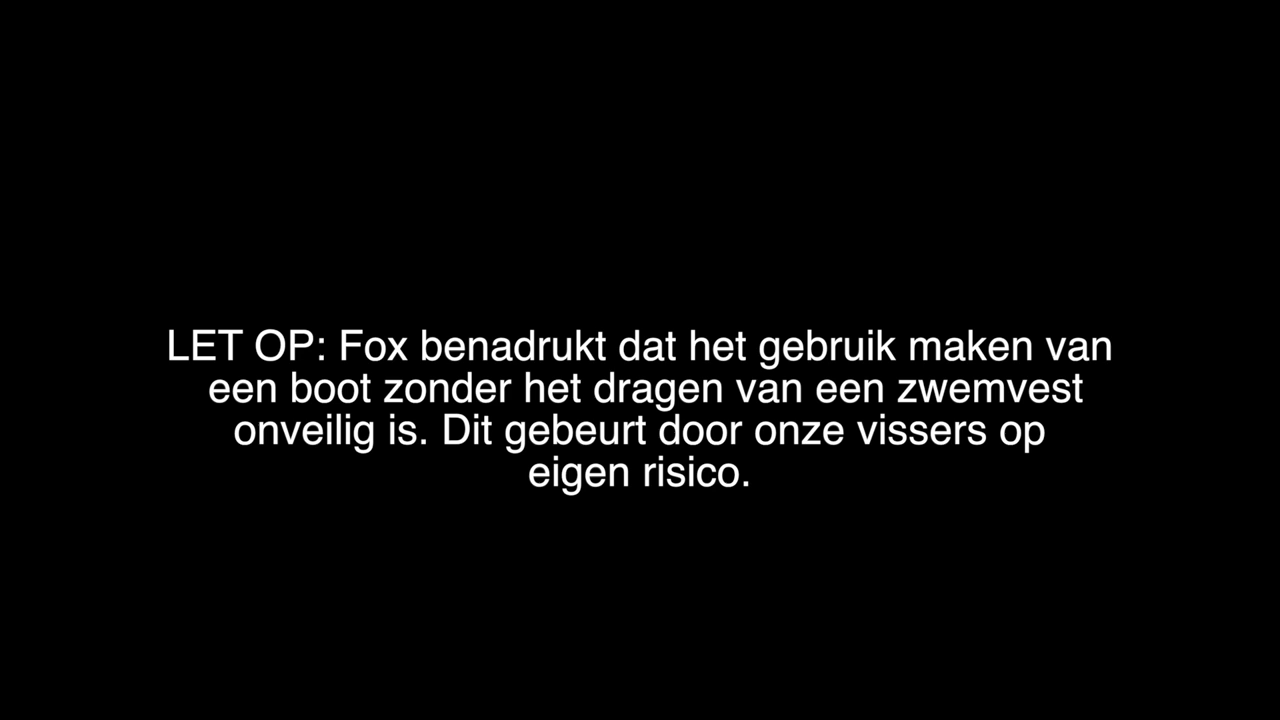 LET OP: Fox benadrukt dat het gebruik maken van
een boot zonder het dragen van een zwemvest
onveilig is. Dit gebeurt door onze vissers op
eigen risico.